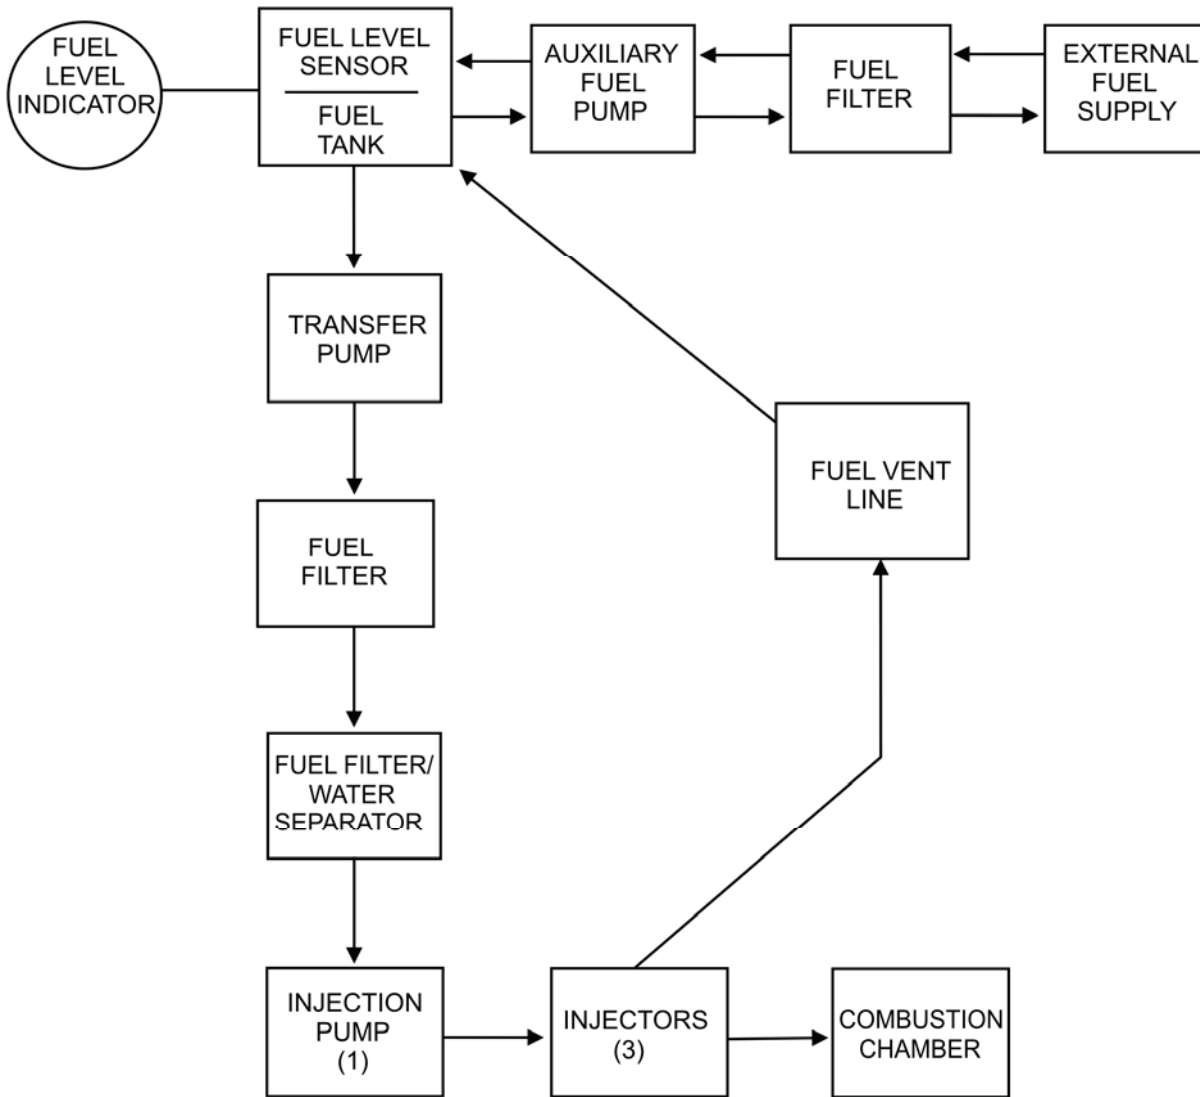 FUEL
LEVEL
INDICATOR
FUEL LEVEL
SENSOR
FUEL
TANK
AUXILIARY
FUEL
PUMP
FUEL
FILTER
EXTERNAL
FUEL
SUPPLY
TRANSFER
PUMP
FUEL VENT
LINE
FUEL
FILTER
FUEL FILTER/
WATER
SEPARATOR
INJECTION
PUMP
(1)
INJECTORS
(3)
COMBUSTION
CHAMBER